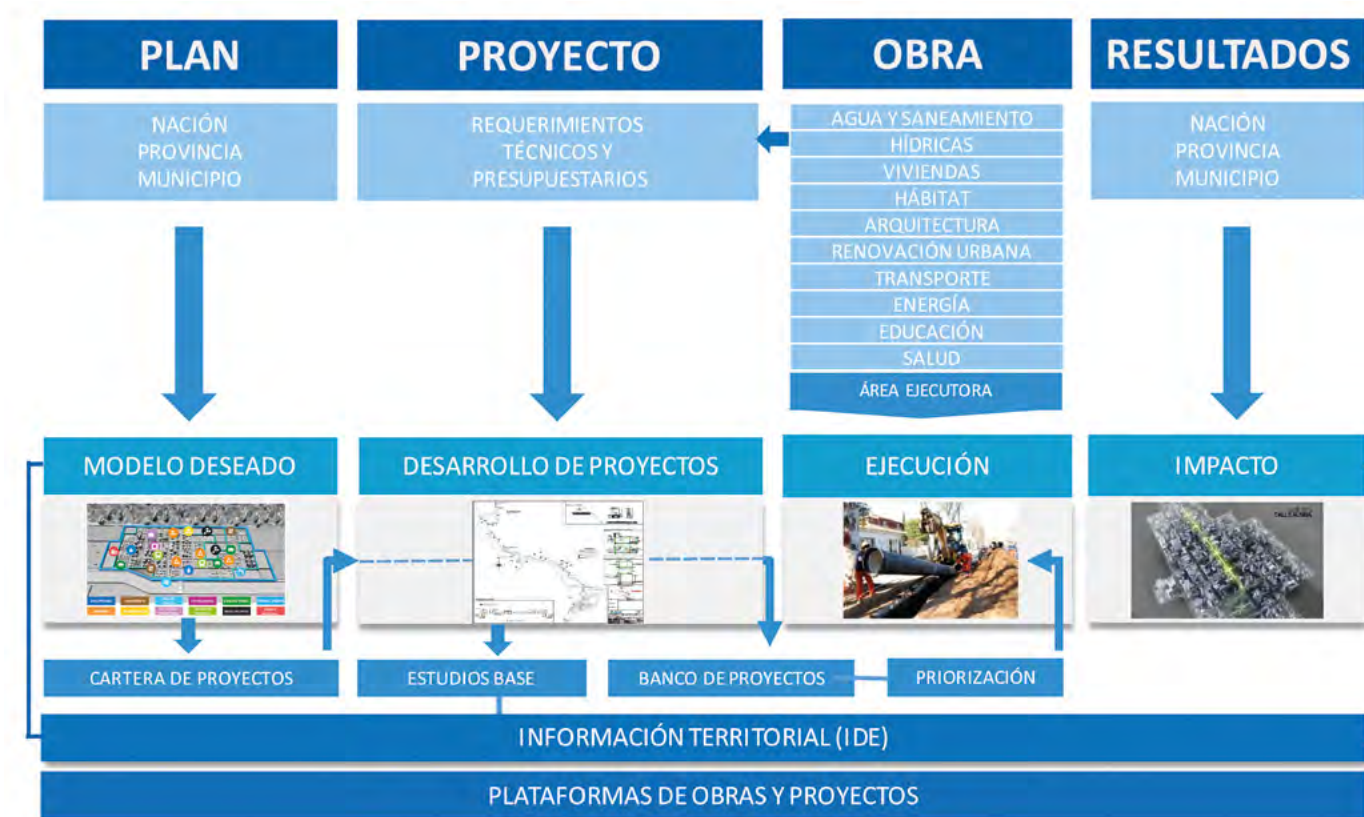 PLAN
PROYECTO
OBRA
RESULTADOS
NACIÓN
PROVINCIA
MUNICIPIO
REQUERIMIENTOS
TÉCNICOS Y
PRESUPUESTARIOS
AGUA Y SANEAMIENTO
HÍDRICAS
VIVIENDAS
HÁBITAT
ARQUITECTURA
RENOVACIÓN URBANA
TRANSPORTE
ENERGÍA
EDUCACIÓN
SALUD
ÁREA EJECUTORA
NACIÓN
PROVINCIA
MUNICIPIO
MODELO DESEADO
DESARROLLO DE PROYECTOS
EJECUCIÓN
IMPACTO
CARTERA DE PROYECTOS
ESTUDIOS BASE
BANCO DE PROYECTOS
PRIORIZACIÓN
INFORMACIÓN TERRITORIAL (IDE)
PLATAFORMAS DE OBRAS Y PROYECTOS